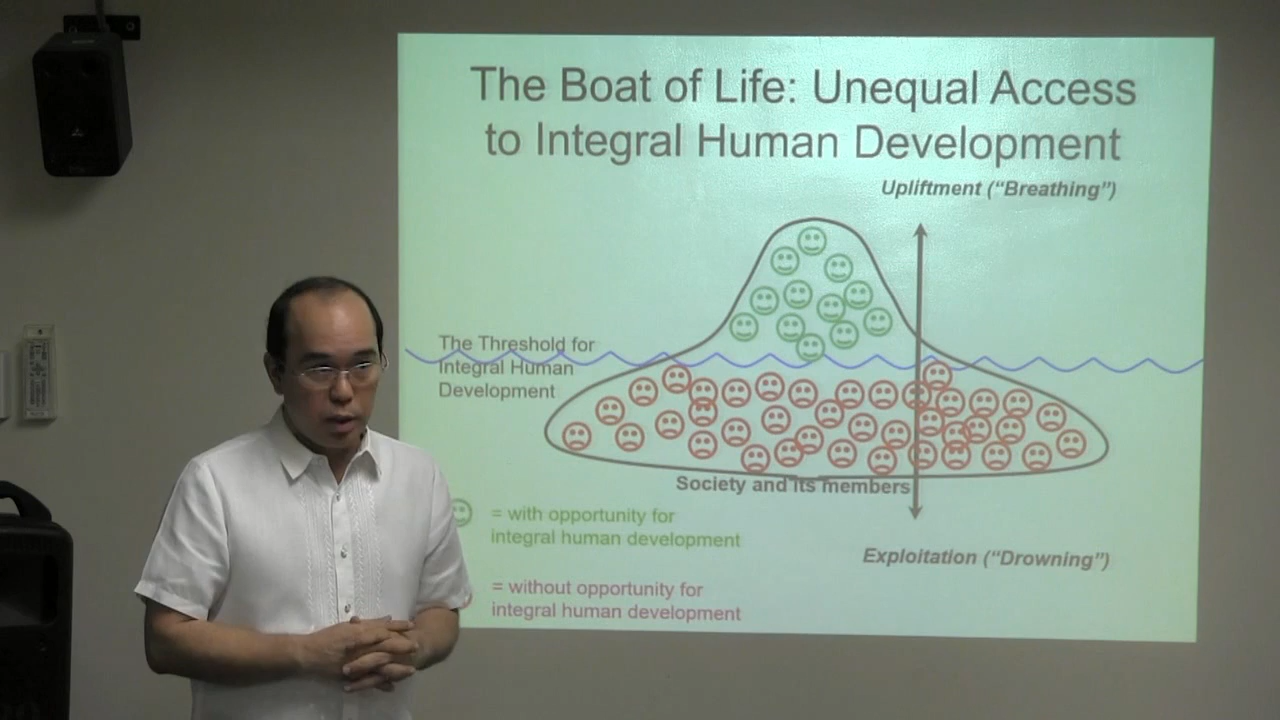 The Boat of Life: Unequal Access
to Integral Human Development
Upliftment (“Breathing”)
The Threshold for
Integral Human
Development
Society and its members
= with opportunity for
integral human development
Exploitation (“Drowning”)
= without opportunity for
integral human development